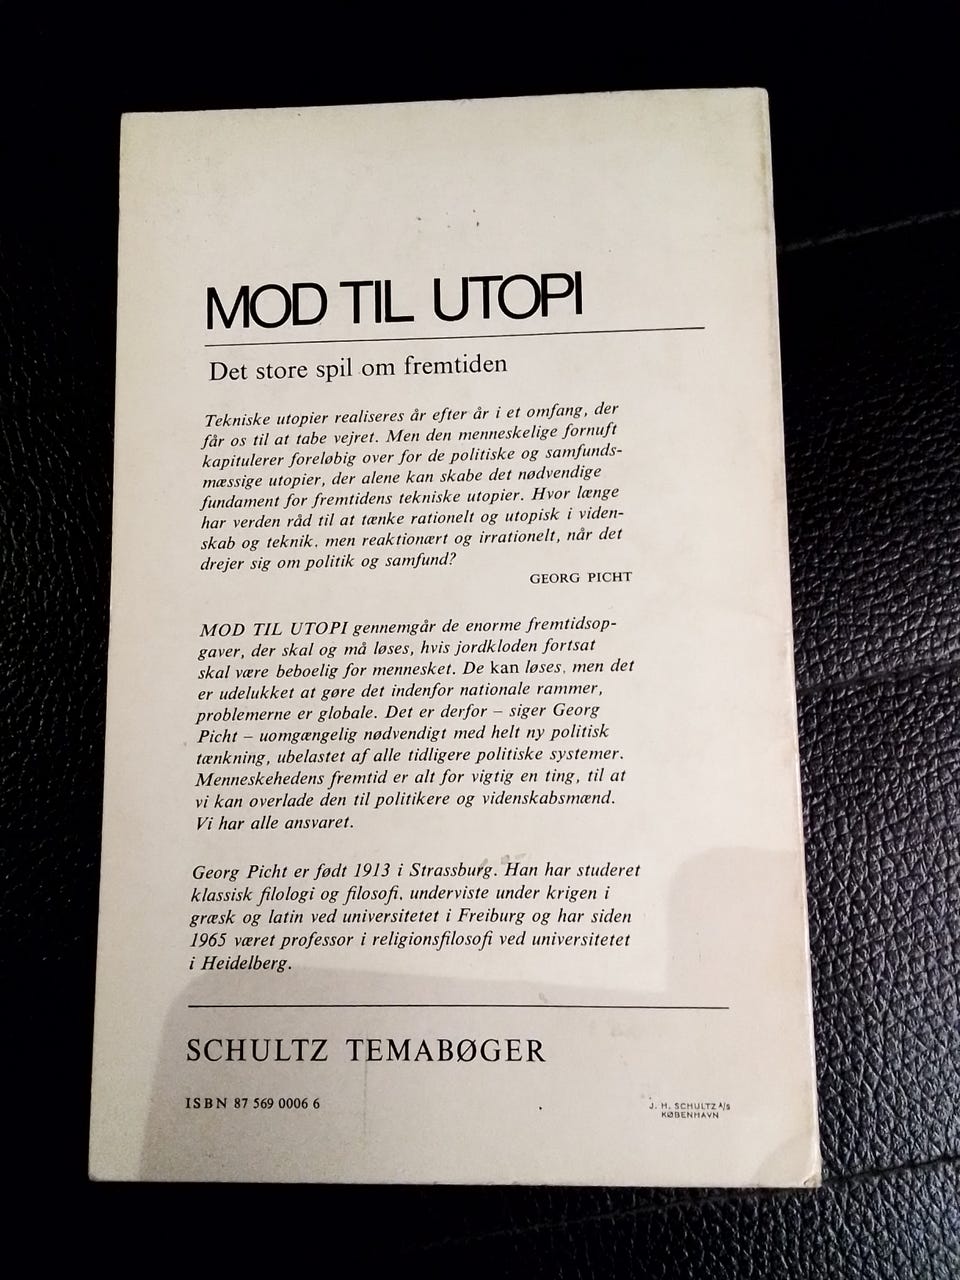 MOD TIL UTOPI
Det store spil om fremtiden
Tekniske utopier realiseres år efter år i et omfang, der
får os til at tabe vejret. Men den menneskelige fornuft
kapitulerer foreløbig over for de politiske og samfunds-
mæssige utopier, der alene kan skabe det nødvendige
fundament for fremtidens tekniske utopier. Hvor længe
har verden råd til at tænke rationelt og utopisk i viden-
skab og teknik, men reaktionært og irrationelt, når det
drejer sig om politik og samfund?
GEORG PICHT
MOD TIL UTOPI gennemgår de enorme fremtidsop-
gaver, der skal og må løses, hvis jordkloden fortsat
skal være beboelig for mennesket. De kan løses, men det
er udelukket at gøre det indenfor nationale rammer,
problemerne er globale. Det er derfor – siger Georg
Picht – uomgængelig nødvendigt med helt ny politisk
tænkning, ubelastet af alle tidligere politiske systemer.
Menneskehedens fremtid er alt for vigtig en ting, til at
vi kan overlade den til politikere og videnskabsmænd.
Vi har alle ansvaret.
Georg Picht er født 1913 i Strassburg. Han har studeret
klassisk filologi og filosofi, underviste under krigen i
græsk og latin ved universitetet i Freiburg og har siden
1965 været professor i religionsfilosofi ved universitetet
i Heidelberg.
SCHULTZ TEMABØGER
ISBN 87 569 0006 6
J. H. SCHULTZ A/S
KØBENHAVN